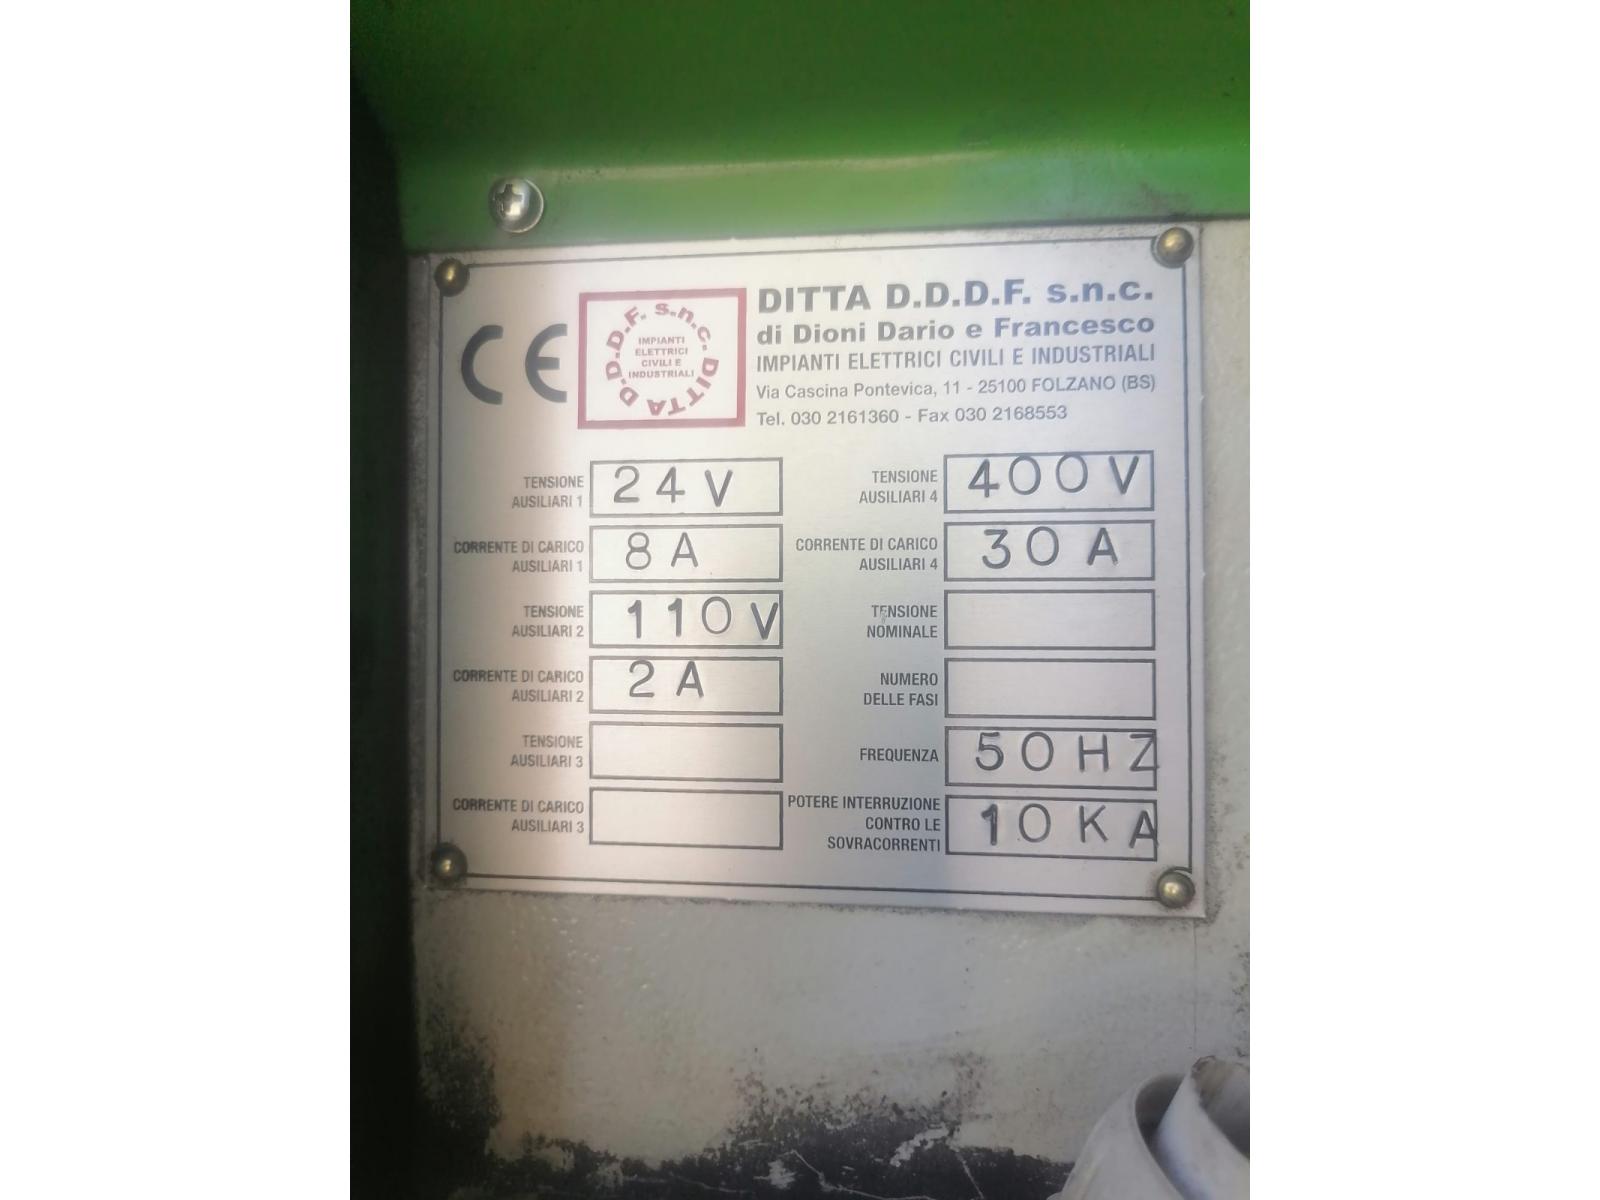 CE
D.D.D.F. s.n.c. DITTA
IMPIANTI
ELETTRICI
CIVILI E
INDUSTRIALI
DITTA D.D.D.F. s.n.c.
di Dioni Dario e Francesco
IMPIANTI ELETTRICI CIVILI E INDUSTRIALI
Via Cascina Pontevica, 11 - 25100 FOLZANO (BS)
Tel. 030 2161360 - Fax 030 2168553
TENSIONE
AUSILIARI 1
24V
CORRENTE DI CARICO
AUSILIARI 1
8A
TENSIONE
AUSILIARI 2
110V
CORRENTE DI CARICO
AUSILIARI 2
2A
TENSIONE
AUSILIARI 3
CORRENTE DI CARICO
AUSILIARI 3
TENSIONE
AUSILIARI 4
400V
CORRENTE DI CARICO
AUSILIARI 4
30A
TENSIONE
NOMINALE
NUMERO
DELLE FASI
FREQUENZA
50HZ
POTERE INTERRUZIONE
CONTRO LE
SOVRACORRENTI
10KA